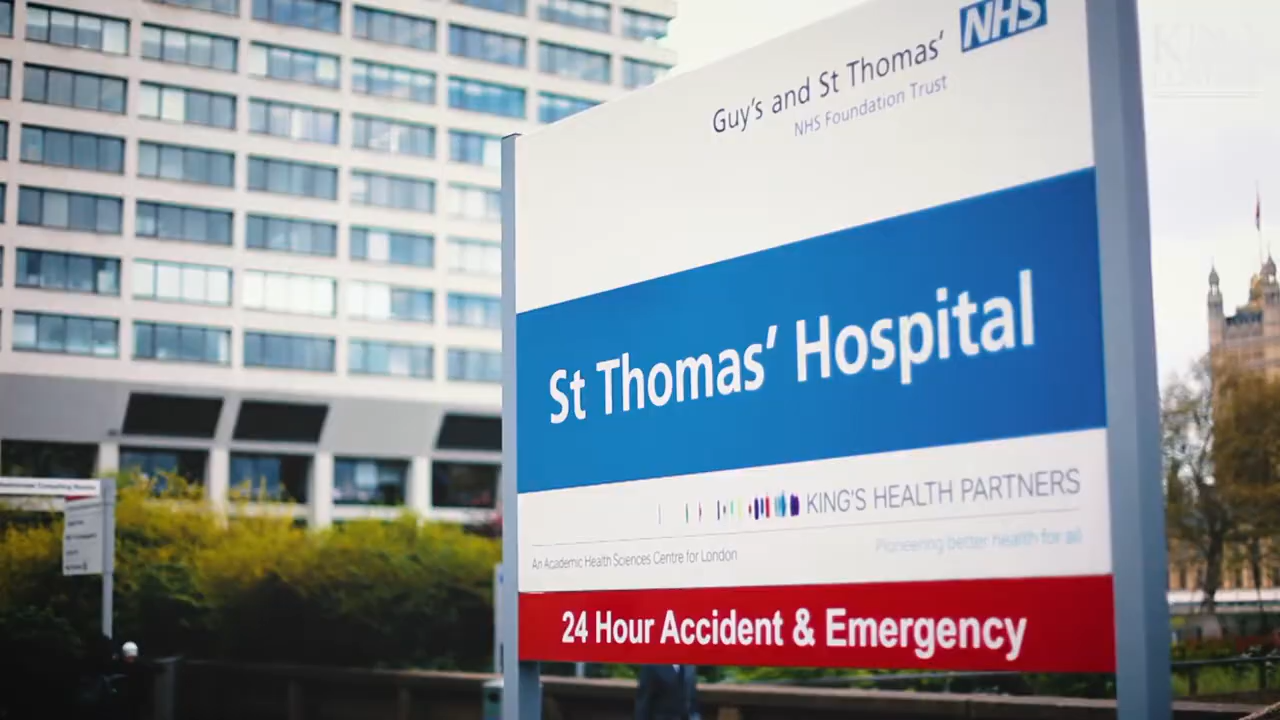 NHS
Guy's and St Thomas'
NHS Foundation Trust
St Thomas' Hospital
KING'S HEALTH PARTNERS
An Academic Health Sciences Centre for London
Pioneering better health for all
24 Hour Accident & Emergency